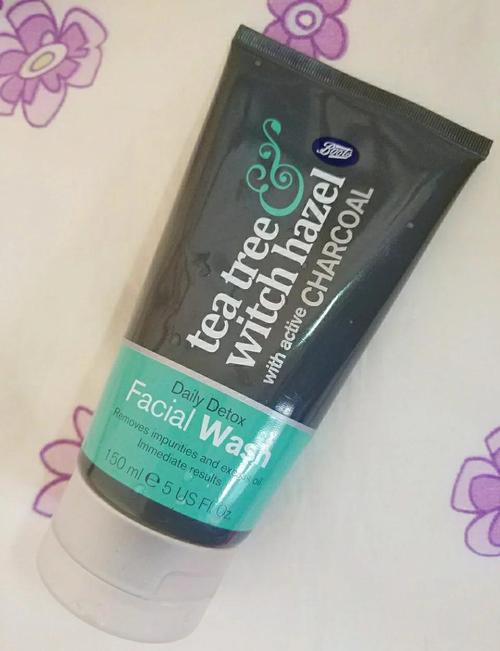 Boots
tea tree &
witch hazel
with active CHARCOAL
Daily Detox
Facial Wash
Removes impurities and excess oil
Immediate results
150 ml e 5 US Fl. Oz.